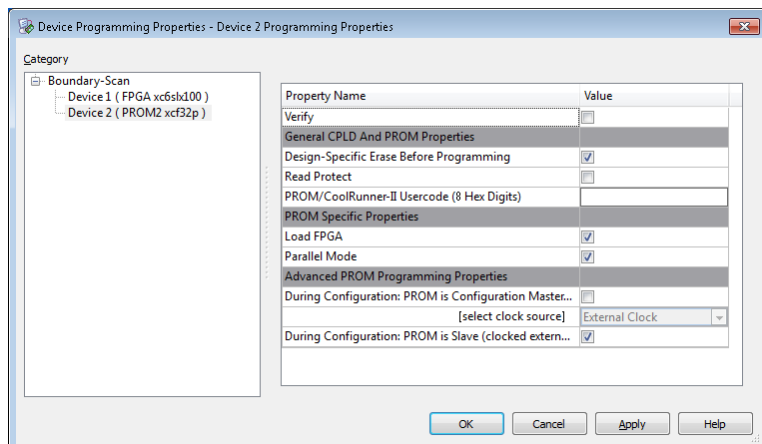 Device Programming Properties - Device 2 Programming Properties
Category
Boundary-Scan
Device 1 ( FPGA xc6slx100 )
Device 2 ( PROM2 xcf32p )
Property Name Value
Verify
General CPLD And PROM Properties
Design-Specific Erase Before Programming
Read Protect
PROM/CoolRunner-II Usercode (8 Hex Digits)
PROM Specific Properties
Load FPGA
Parallel Mode
Advanced PROM Programming Properties
During Configuration: PROM is Configuration Master...
[select clock source] External Clock
During Configuration: PROM is Slave (clocked extern...
OK Cancel Apply Help